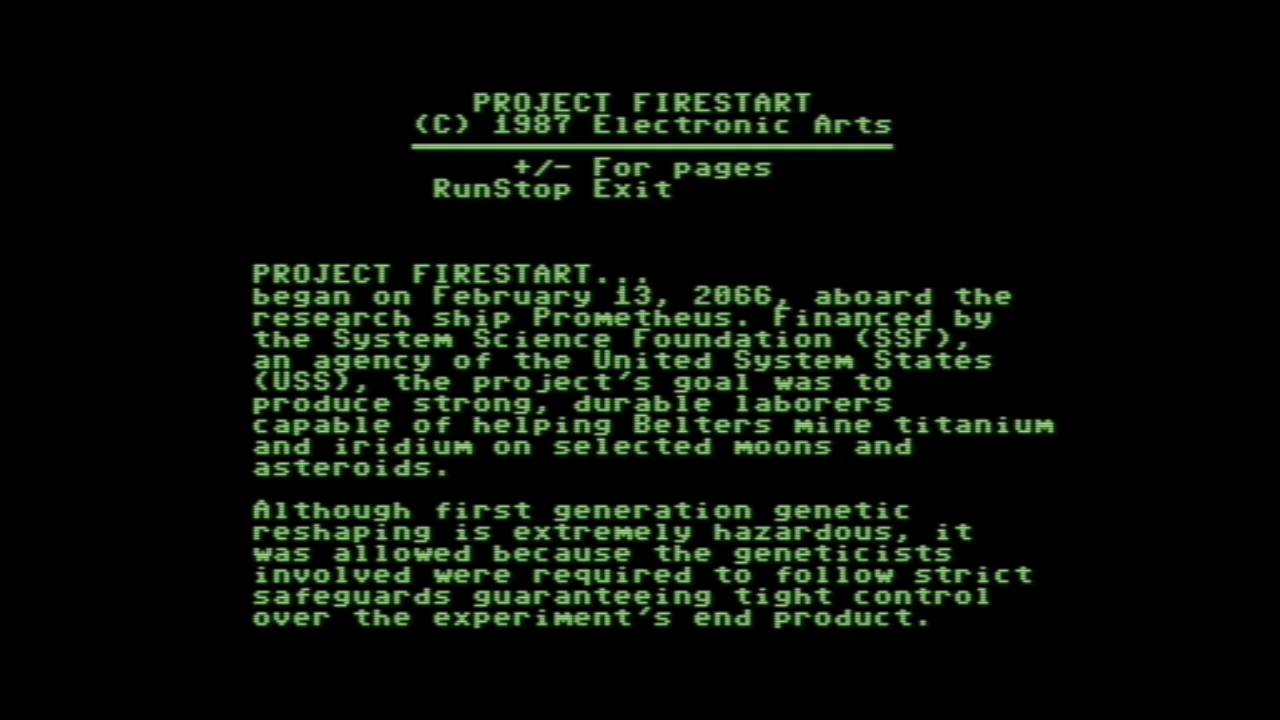 PROJECT FIRESTART
(C) 1987 Electronic Arts
+/- For pages
RunStop Exit
PROJECT FIRESTART...
began on February 13, 2066, aboard the
research ship Prometheus. Financed by
the System Science Foundation (SSF),
an agency of the United System States
(USS), the project's goal was to
produce strong, durable laborers
capable of helping Belters mine titanium
and iridium on selected moons and
asteroids.
Although first generation genetic
reshaping is extremely hazardous, it
was allowed because the geneticists
involved were required to follow strict
safeguards guaranteeing tight control
over the experiment's end product.